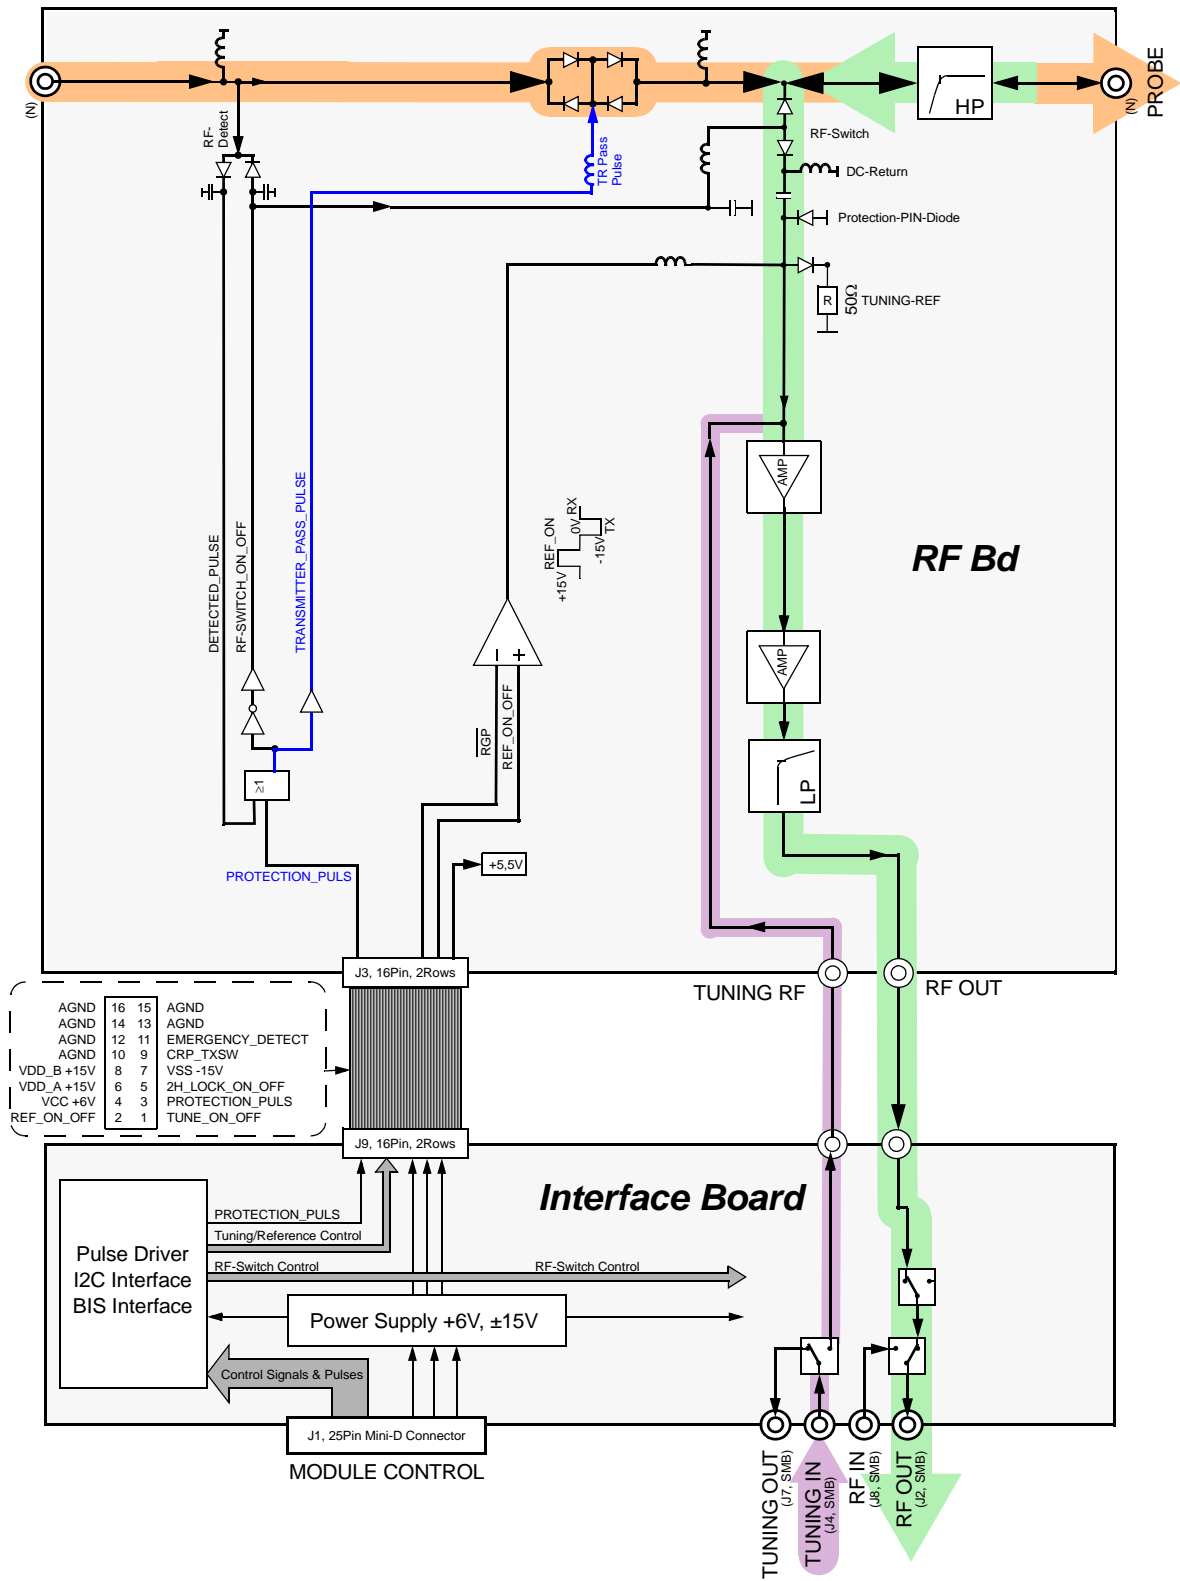 (N)
PROBE
(N)
HP
RF-
Detect
TR Pass
Pulse
RF-Switch
DC-Return
Protection-PIN-Diode
R
50Ω
TUNING-REF
DETECTED_PULSE
RF-SWITCH_ON_OFF
TRANSMITTER_PASS_PULSE
REF_ON
+15V
0V RX
-15V
TX
AMP
RF Bd
AMP
RGP
REF_ON_OFF
≥1
LP
+5,5V
PROTECTION_PULS
J3, 16Pin, 2Rows
TUNING RF
RF OUT
AGND 16 15 AGND
AGND 14 13 AGND
AGND 12 11 EMERGENCY_DETECT
AGND 10 9 CRP_TXSW
VDD_B +15V 8 7 VSS -15V
VDD_A +15V 6 5 2H_LOCK_ON_OFF
VCC +6V 4 3 PROTECTION_PULS
REF_ON_OFF 2 1 TUNE_ON_OFF
J9, 16Pin, 2Rows
Interface Board
PROTECTION_PULS
Tuning/Reference Control
RF-Switch Control
RF-Switch Control
Pulse Driver
I2C Interface
BIS Interface
Power Supply +6V, ±15V
Control Signals & Pulses
J1, 25Pin Mini-D Connector
MODULE CONTROL
TUNING OUT
(J7, SMB)
TUNING IN
(J4, SMB)
RF IN
(J8, SMB)
RF OUT
(J2, SMB)